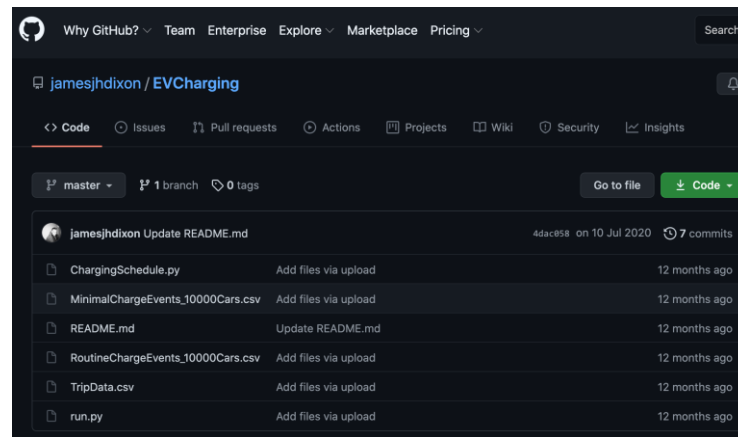 Why GitHub? Team Enterprise Explore Marketplace Pricing Search
jamesjhdixon / EVCharging
<> Code Issues Pull requests Actions Projects Wiki Security Insights
master 1 branch 0 tags Go to file Code
jamesjhdixon Update README.md 4dac058 on 10 Jul 2020 7 commits
ChargingSchedule.py Add files via upload 12 months ago
MinimalChargeEvents_10000Cars.csv Add files via upload 12 months ago
README.md Update README.md 12 months ago
RoutineChargeEvents_10000Cars.csv Add files via upload 12 months ago
TripData.csv Add files via upload 12 months ago
run.py Add files via upload 12 months ago